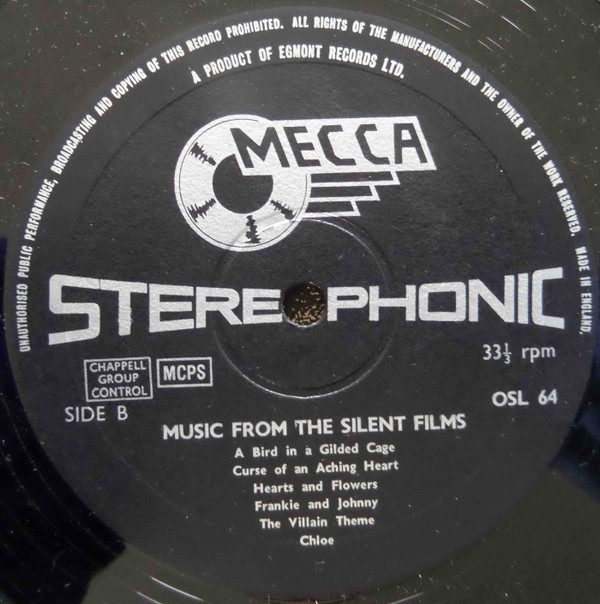 UNAUTHORISED PUBLIC PERFORMANCE, BROADCASTING AND COPYING OF THIS RECORD PROHIBITED. ALL RIGHTS OF THE MANUFACTURERS AND THE OWNER OF THE WORK RESERVED. MADE IN ENGLAND.
A PRODUCT OF EGMONT RECORDS LTD.
MECCA
STEREOPHONIC
33⅓ rpm
CHAPPELL
GROUP
CONTROL
MCPS
SIDE B
OSL 64
MUSIC FROM THE SILENT FILMS
A Bird in a Gilded Cage
Curse of an Aching Heart
Hearts and Flowers
Frankie and Johnny
The Villain Theme
Chloe